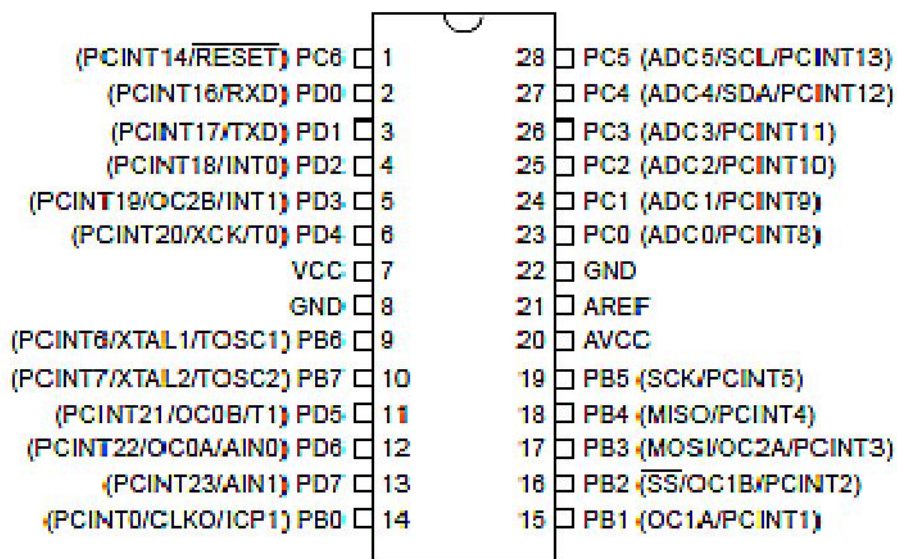 (PCINT14/RESET) PC6 1 28 PC5 (ADC5/SCL/PCINT13)
(PCINT16/RXD) PD0 2 27 PC4 (ADC4/SDA/PCINT12)
(PCINT17/TXD) PD1 3 26 PC3 (ADC3/PCINT11)
(PCINT18/INT0) PD2 4 25 PC2 (ADC2/PCINT10)
(PCINT19/OC2B/INT1) PD3 5 24 PC1 (ADC1/PCINT9)
(PCINT20/XCK/T0) PD4 6 23 PC0 (ADC0/PCINT8)
VCC 7 22 GND
GND 8 21 AREF
(PCINT6/XTAL1/TOSC1) PB6 9 20 AVCC
(PCINT7/XTAL2/TOSC2) PB7 10 19 PB5 (SCK/PCINT5)
(PCINT21/OC0B/T1) PD5 11 18 PB4 (MISO/PCINT4)
(PCINT22/OC0A/AIN0) PD6 12 17 PB3 (MOSI/OC2A/PCINT3)
(PCINT23/AIN1) PD7 13 16 PB2 (SS/OC1B/PCINT2)
(PCINT0/CLKO/ICP1) PB0 14 15 PB1 (OC1A/PCINT1)